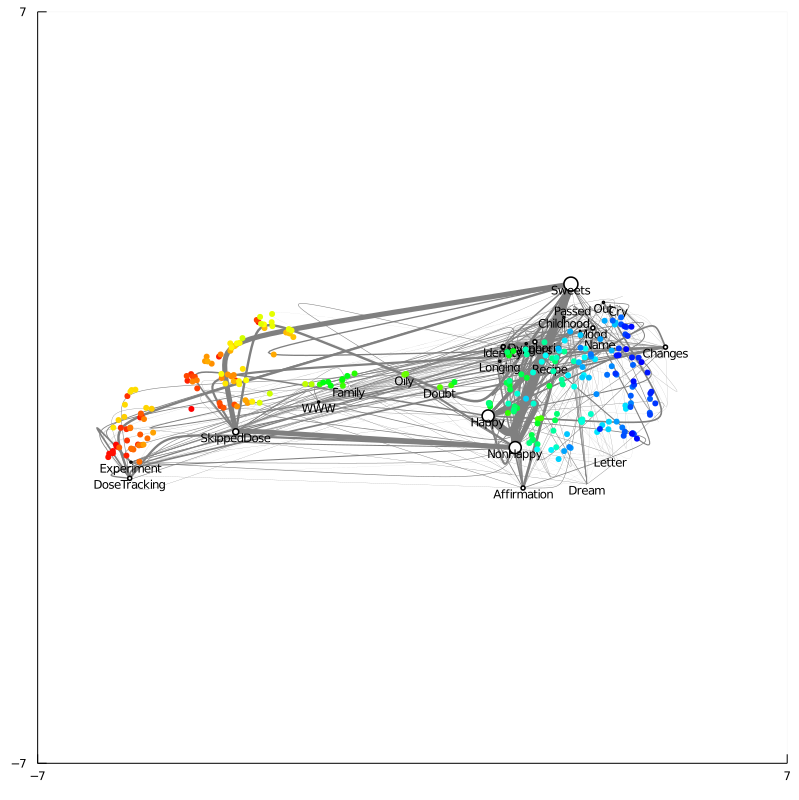 7
Sweets
Passed
Out
Cry
Childhood
Mood
Name
Changes
Longing
Recipe
Oily
Family
Doubt
WWW
Happy
SkippedDose
NonHappy
Letter
Experiment
DoseTracking
Dream
Affirmation
−7
−7
7